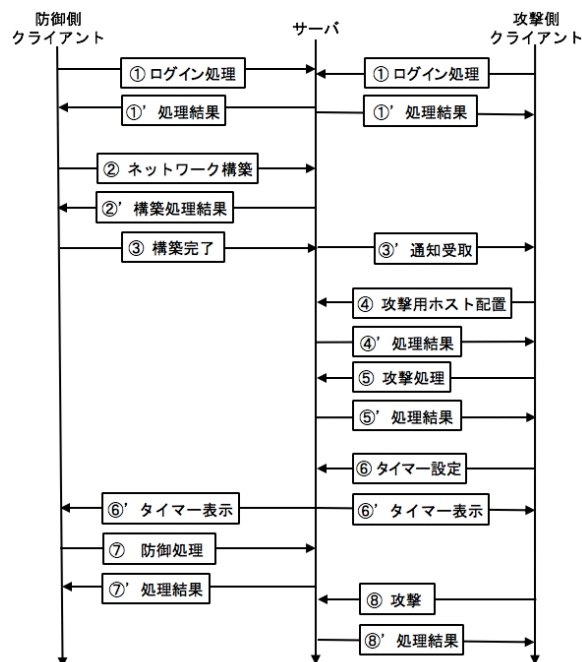 防御側
クライアント
サーバ
攻撃側
クライアント
① ログイン処理
① ログイン処理
①’ 処理結果
①’ 処理結果
② ネットワーク構築
②’ 構築処理結果
③ 構築完了
③’ 通知受取
④ 攻撃用ホスト配置
④’ 処理結果
⑤ 攻撃処理
⑤’ 処理結果
⑥ タイマー設定
⑥’ タイマー表示
⑥’ タイマー表示
⑦ 防御処理
⑦’ 処理結果
⑧ 攻撃
⑧’ 処理結果